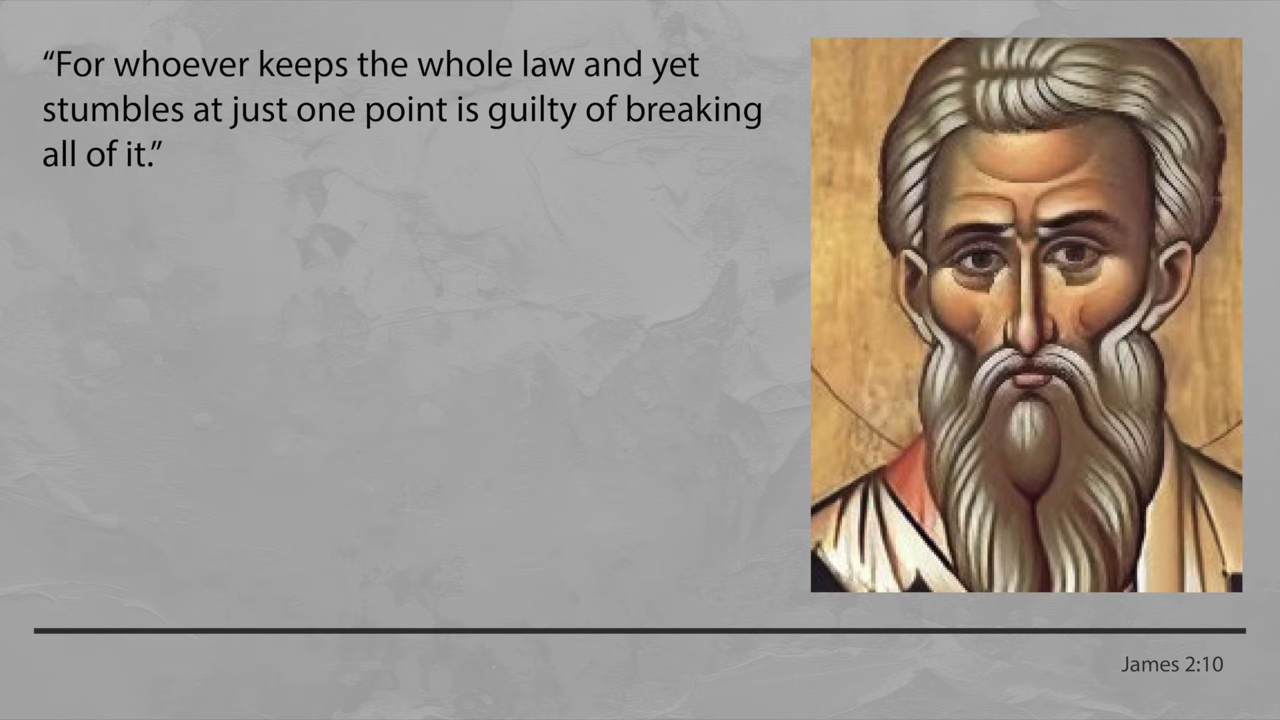 “For whoever keeps the whole law and yet
stumbles at just one point is guilty of breaking
all of it.”
James 2:10